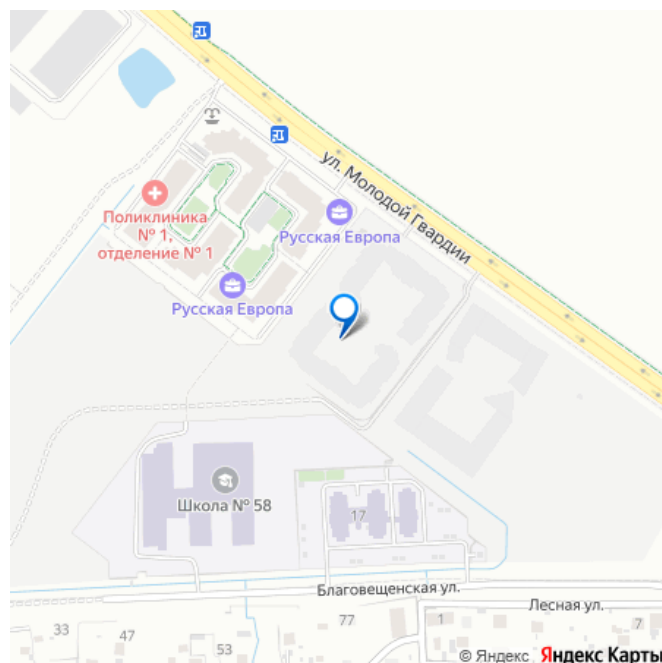 ул. Молодой Гвардии
Поликлиника
№ 1,
отделение № 1
Русская Европа
Русская Европа
Школа № 58
17
Благовещенская ул.
Лесная ул.
33
47
53
77
1
7
© Яндекс Яндекс Карты